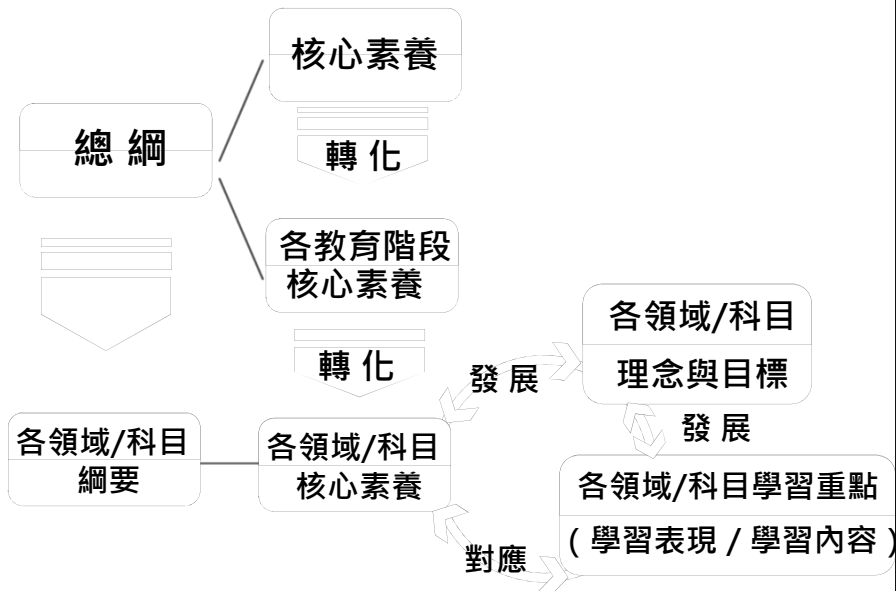 核心素養
總 綱
轉 化
各教育階段
核心素養
轉 化
發 展
各領域/科目
理念與目標
發 展
各領域/科目
綱要
各領域/科目
核心素養
各領域/科目學習重點
( 學習表現 / 學習內容 )
對應